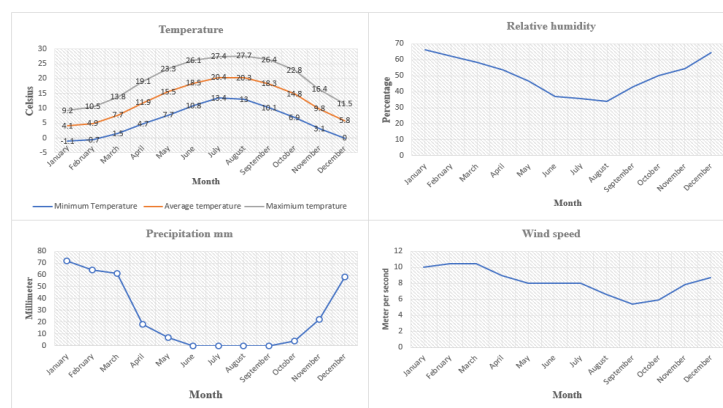 Temperature
Celsius
30
25
20
15
10
5
0
-5
9.2 10.5 13.8 19.1 23.3 26.1 27.4 27.7 26.4 22.8 16.4 11.5
4.1 4.9 7.7 11.9 15.5 18.5 20.4 20.3 18.3 14.8 9.8 5.8
-1.1 -0.7 1.5 4.7 7.7 10.8 13.4 13 10.1 6.9 3.1 0
January February March April May June July August September October November December
Month
Minimum Temperature Average temperature Maximium temprature
Relative humidity
Percentage
70
60
50
40
30
20
10
0
January February March April May June July August September October November December
Month
Precipitation mm
Millimeter
80
70
60
50
40
30
20
10
0
January February March April May June July August September October November December
Month
Wind speed
Meter per second
12
10
8
6
4
2
0
January February March April May June July August September October November December
Month